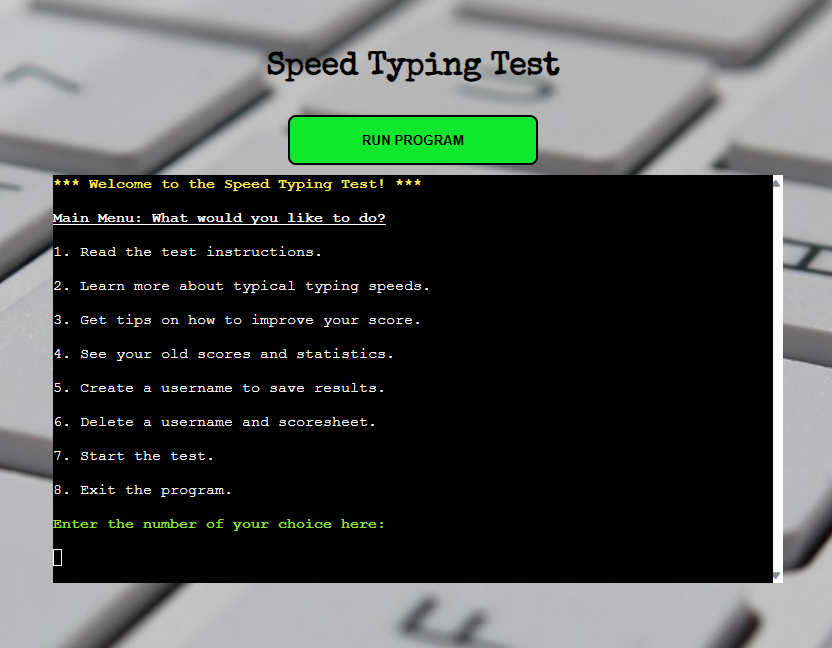 Speed Typing Test
RUN PROGRAM
*** Welcome to the Speed Typing Test! ***
Main Menu: What would you like to do?
1. Read the test instructions.
2. Learn more about typical typing speeds.
3. Get tips on how to improve your score.
4. See your old scores and statistics.
5. Create a username to save results.
6. Delete a username and scoresheet.
7. Start the test.
8. Exit the program.
Enter the number of your choice here: